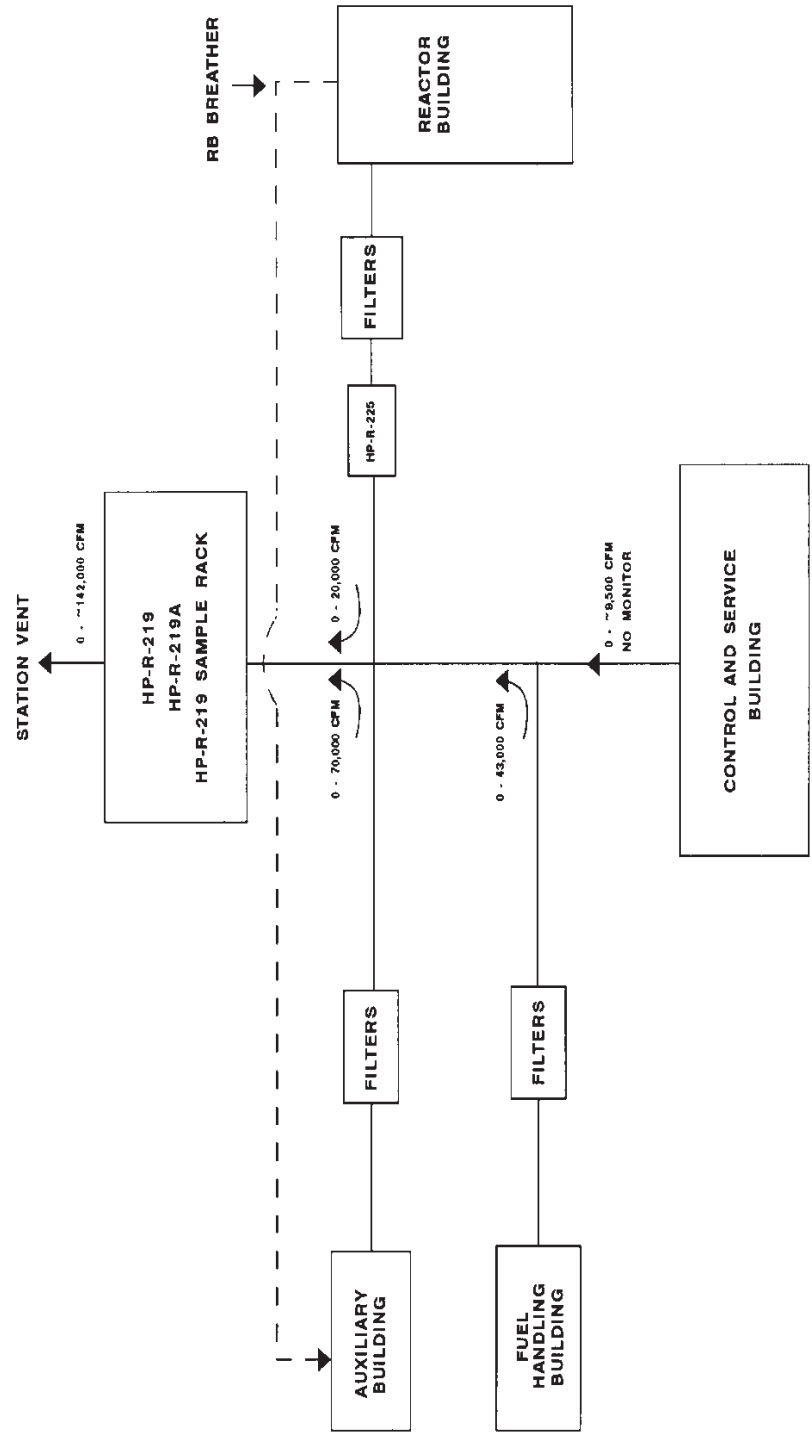 STATION VENT
0 - ~142,000 CFM
HP-R-219
HP-R-219A
HP-R-219 SAMPLE RACK
RB BREATHER
0 - 70,000 CFM
0 - 20,000 CFM
AUXILIARY
BUILDING
FILTERS
HP-R-225
FILTERS
REACTOR
BUILDING
0 - 43,000 CFM
FUEL
HANDLING
BUILDING
FILTERS
0 - ~9,500 CFM
NO MONITOR
CONTROL AND SERVICE
BUILDING